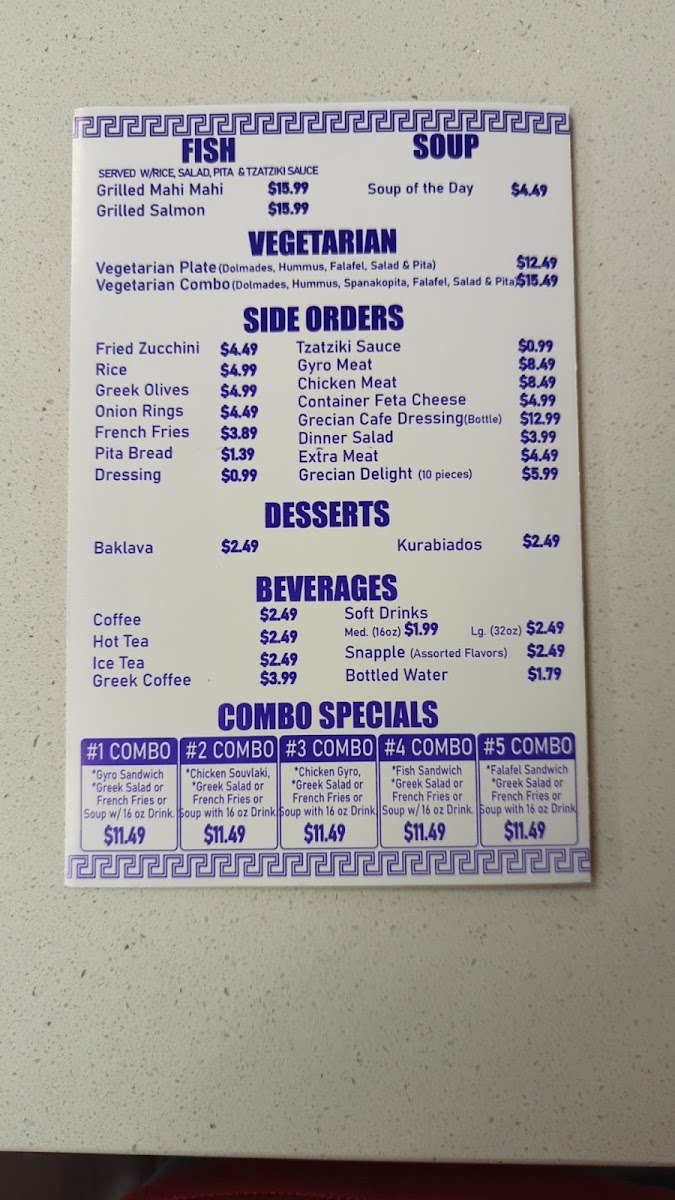 FISH
SERVED W/RICE, SALAD, PITA & TZATZIKI SAUCE
Grilled Mahi Mahi $15.99
Grilled Salmon $15.99
SOUP
Soup of the Day $4.49
VEGETARIAN
Vegetarian Plate (Dolmades, Hummus, Falafel, Salad & Pita) $12.49
Vegetarian Combo (Dolmades, Hummus, Spanakopita, Falafel, Salad & Pita) $15.49
SIDE ORDERS
Fried Zucchini $4.49
Rice $4.99
Greek Olives $4.99
Onion Rings $4.49
French Fries $3.89
Pita Bread $1.39
Dressing $0.99
Tzatziki Sauce $0.99
Gyro Meat $8.49
Chicken Meat $8.49
Container Feta Cheese $4.99
Grecian Cafe Dressing(Bottle) $12.99
Dinner Salad $3.99
Extra Meat $4.49
Grecian Delight (10 pieces) $5.99
DESSERTS
Baklava $2.49
Kurabiados $2.49
BEVERAGES
Coffee $2.49
Hot Tea $2.49
Ice Tea $2.49
Greek Coffee $3.99
Soft Drinks
Med. (16oz) $1.99 Lg. (32oz) $2.49
Snapple (Assorted Flavors) $2.49
Bottled Water $1.79
COMBO SPECIALS
#1 COMBO
*Gyro Sandwich
*Greek Salad or
French Fries or
Soup w/ 16 oz Drink.
$11.49
#2 COMBO
*Chicken Souvlaki,
*Greek Salad or
French Fries or
Soup with 16 oz Drink
$11.49
#3 COMBO
*Chicken Gyro,
*Greek Salad or
French Fries or
Soup with 16 oz Drink
$11.49
#4 COMBO
*Fish Sandwich
*Greek Salad or
French Fries or
Soup w/ 16 oz Drink.
$11.49
#5 COMBO
*Falafel Sandwich
*Greek Salad or
French Fries or
Soup with 16 oz Drink
$11.49